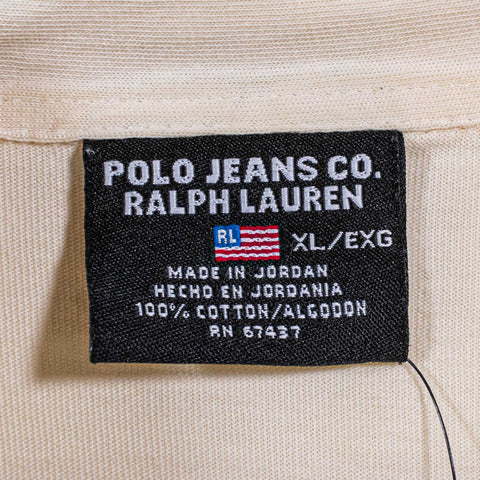 POLO JEANS CO.
RALPH LAUREN
RL XL/EXG
MADE IN JORDAN
HECHO EN JORDANIA
100% COTTON/ALGODON
RN 67437